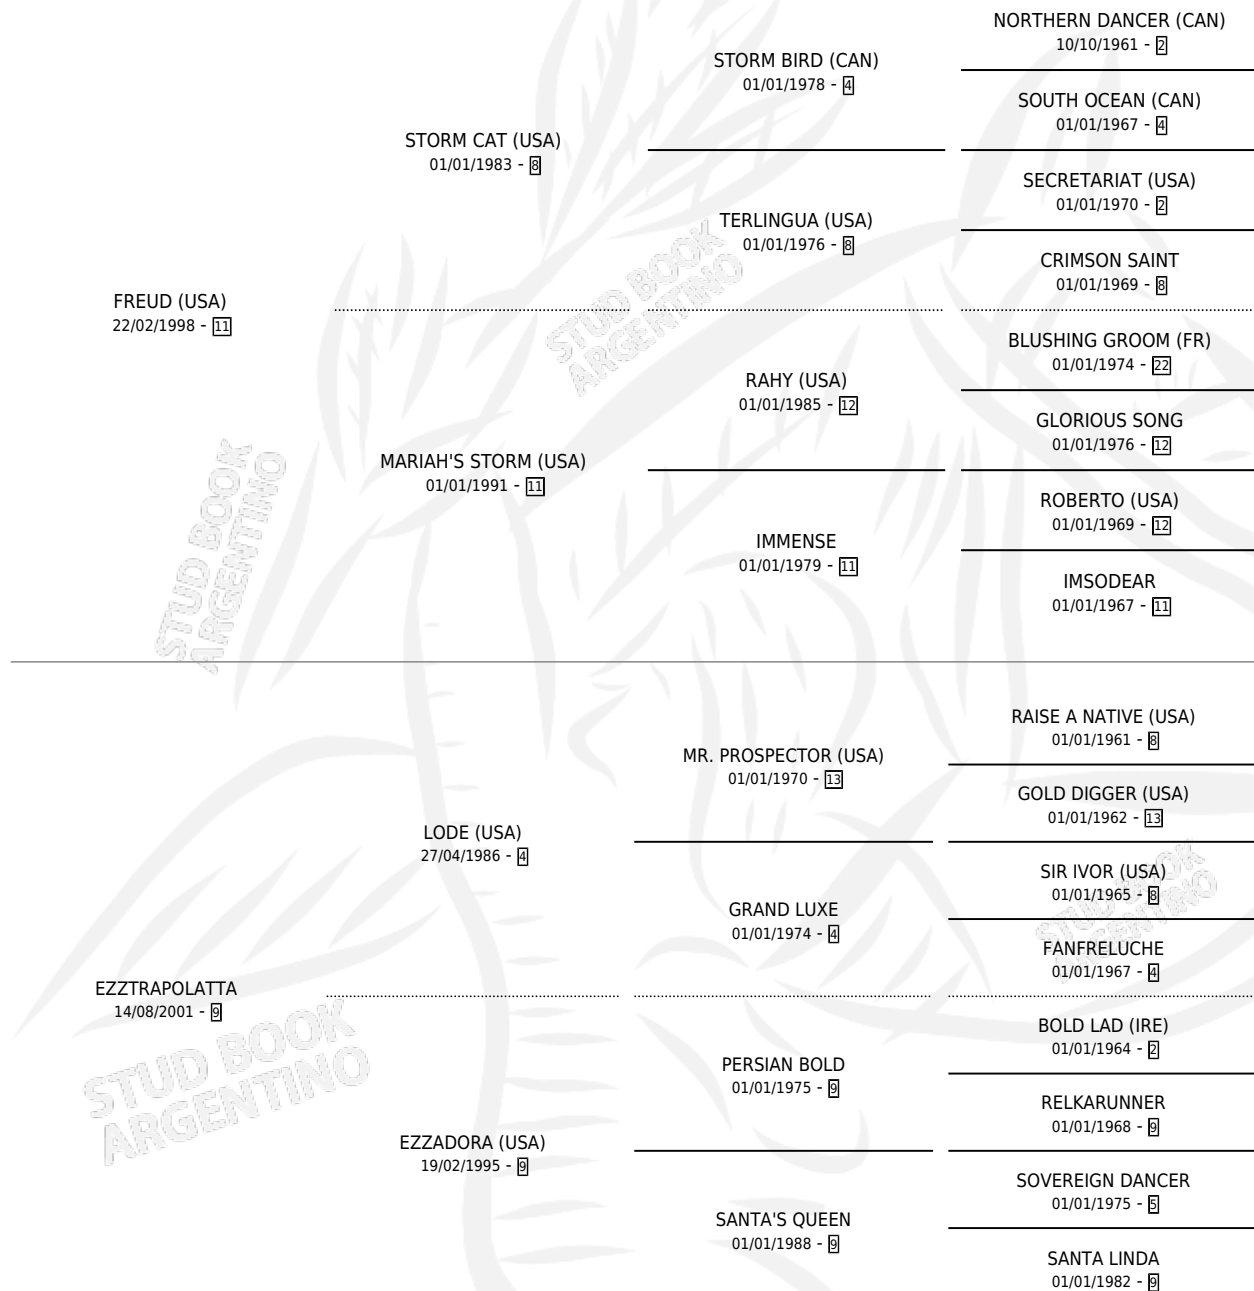 NORTHERN DANCER (CAN)
10/10/1961 - 2
STORM BIRD (CAN)
01/01/1978 - 4
SOUTH OCEAN (CAN)
01/01/1967 - 4
STORM CAT (USA)
01/01/1983 - 8
SECRETARIAT (USA)
01/01/1970 - 2
TERLINGUA (USA)
01/01/1976 - 8
CRIMSON SAINT
01/01/1969 - 8
FREUD (USA)
22/02/1998 - 11
BLUSHING GROOM (FR)
01/01/1974 - 22
RAHY (USA)
01/01/1985 - 12
GLORIOUS SONG
01/01/1976 - 12
MARIAH'S STORM (USA)
01/01/1991 - 11
ROBERTO (USA)
01/01/1969 - 12
IMMENSE
01/01/1979 - 11
IMSODEAR
01/01/1967 - 11
RAISE A NATIVE (USA)
01/01/1961 - 8
MR. PROSPECTOR (USA)
01/01/1970 - 13
GOLD DIGGER (USA)
01/01/1962 - 13
LODE (USA)
27/04/1986 - 4
SIR IVOR (USA)
01/01/1965 - 8
GRAND LUXE
01/01/1974 - 4
FANFRELUCHE
01/01/1967 - 4
EZZTRAPOLATTA
14/08/2001 - 9
BOLD LAD (IRE)
01/01/1964 - 2
PERSIAN BOLD
01/01/1975 - 9
RELKARUNNER
01/01/1968 - 9
EZZADORA (USA)
19/02/1995 - 9
SOVEREIGN DANCER
01/01/1975 - 5
SANTA'S QUEEN
01/01/1988 - 9
SANTA LINDA
01/01/1982 - 9
STUD BOOK
ARGENTINO
STUD BOOK
ARGENTINO
STUD BOOK
ARGENTINO
STUD BOOK
ARGENTINO